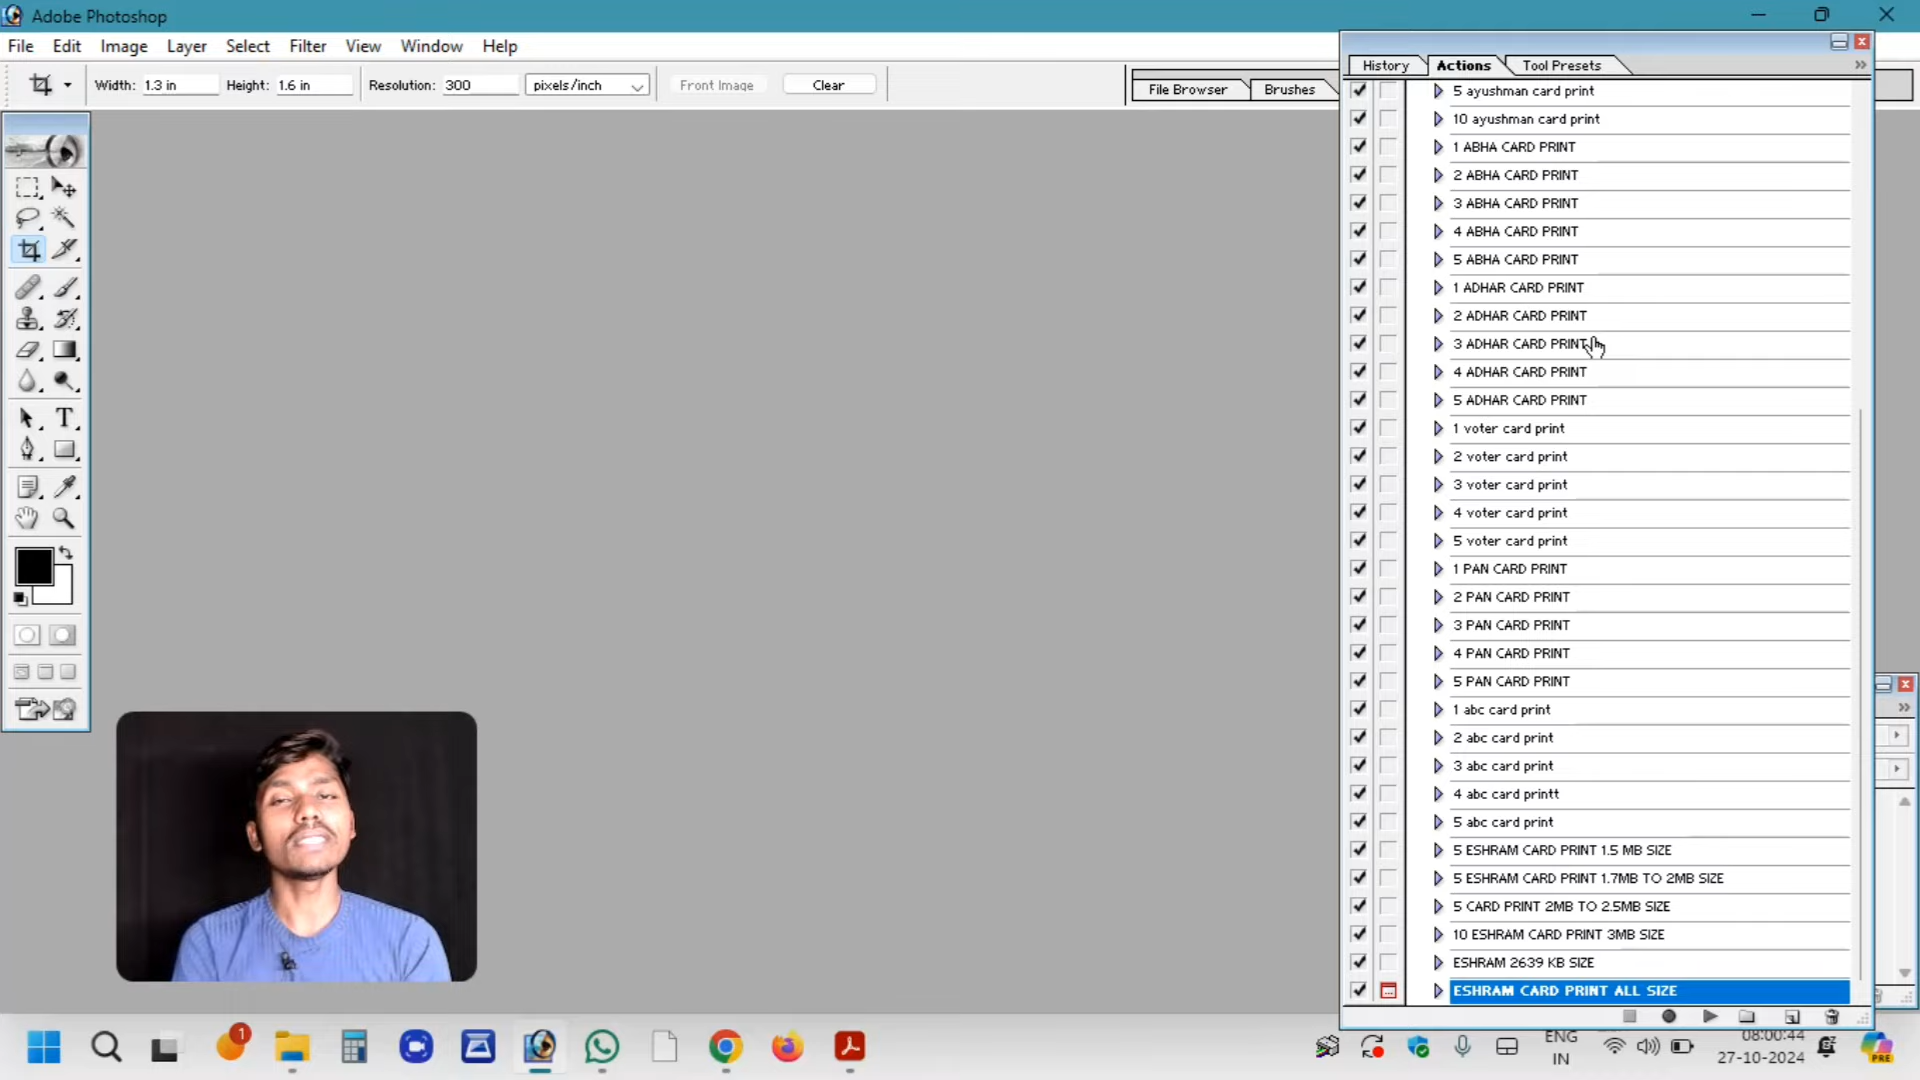 Adobe Photoshop
File Edit Image Layer Select Filter View Window Help
Width: 1.3 in Height: 1.6 in Resolution: 300 pixels/inch Front Image Clear
File Browser Brushes
History Actions Tool Presets
5 ayushman card print
10 ayushman card print
1 ABHA CARD PRINT
2 ABHA CARD PRINT
3 ABHA CARD PRINT
4 ABHA CARD PRINT
5 ABHA CARD PRINT
1 ADHAR CARD PRINT
2 ADHAR CARD PRINT
3 ADHAR CARD PRINT
4 ADHAR CARD PRINT
5 ADHAR CARD PRINT
1 voter card print
2 voter card print
3 voter card print
4 voter card print
5 voter card print
1 PAN CARD PRINT
2 PAN CARD PRINT
3 PAN CARD PRINT
4 PAN CARD PRINT
5 PAN CARD PRINT
1 abc card print
2 abc card print
3 abc card print
4 abc card printt
5 abc card print
5 ESHRAM CARD PRINT 1.5 MB SIZE
5 ESHRAM CARD PRINT 1.7MB TO 2MB SIZE
5 CARD PRINT 2MB TO 2.5MB SIZE
10 ESHRAM CARD PRINT 3MB SIZE
ESHRAM 2639 KB SIZE
ESHRAM CARD PRINT ALL SIZE
T
1
ENG
IN
08:00:44
27-10-2024
PRE